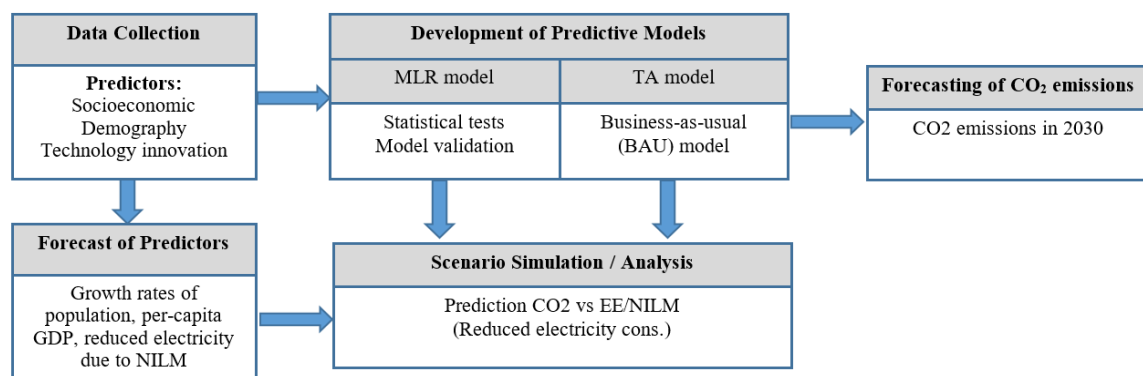 Data Collection
Predictors:
Socioeconomic
Demography
Technology innovation
Development of Predictive Models
MLR model
Statistical tests
Model validation
TA model
Business-as-usual
(BAU) model
Forecasting of CO₂ emissions
CO2 emissions in 2030
Forecast of Predictors
Growth rates of
population, per-capita
GDP, reduced electricity
due to NILM
Scenario Simulation / Analysis
Prediction CO2 vs EE/NILM
(Reduced electricity cons.)